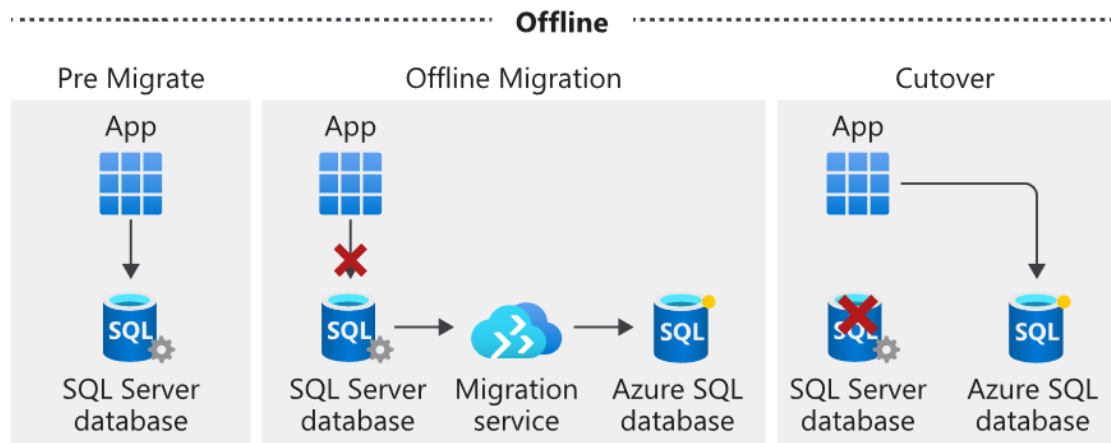 Offline
Pre Migrate
Offline Migration
Cutover
App
SQL
SQL Server
database
App
SQL
SQL Server
database
Migration
service
SQL
Azure SQL
database
App
SQL
SQL Server
database
SQL
Azure SQL
database